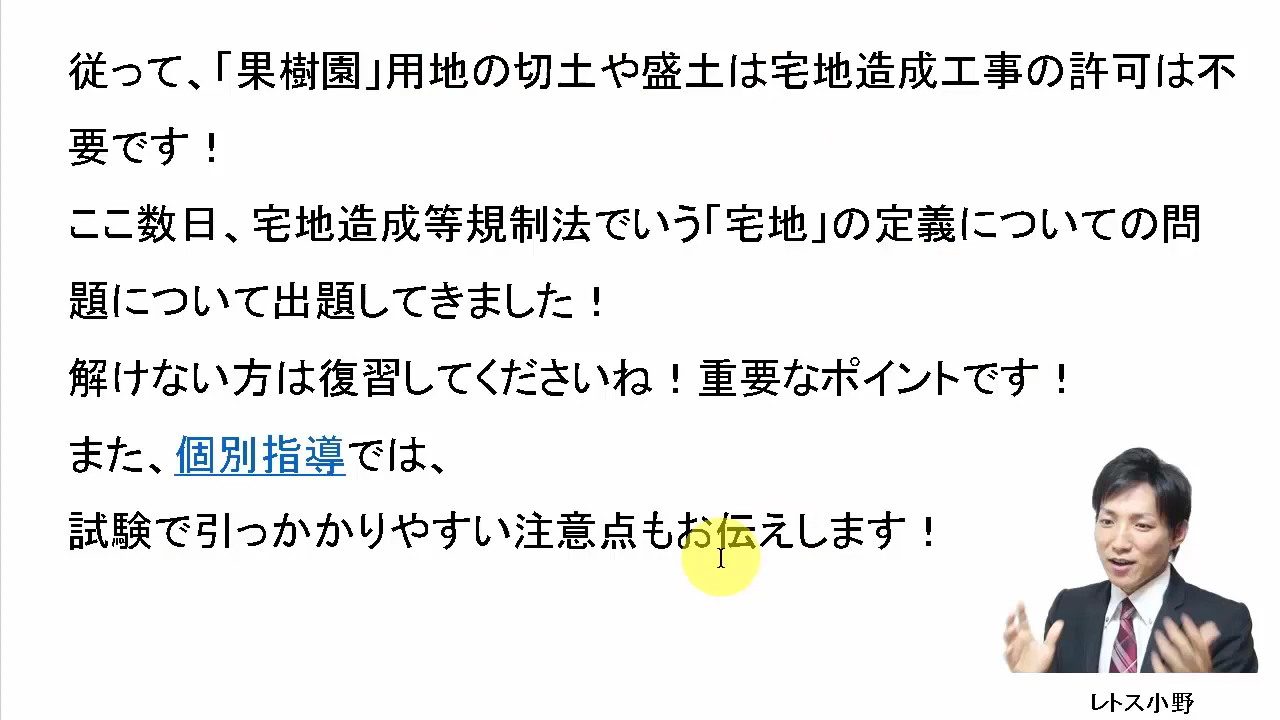 従って、「果樹園」用地の切土や盛土は宅地造成工事の許可は不
要です！
ここ数日、宅地造成等規制法でいう「宅地」の定義についての問
題について出題してきました！
解けない方は復習してくださいね！重要なポイントです！
また、個別指導では、
試験で引っかかりやすい注意点もお伝えします！
レトス小野